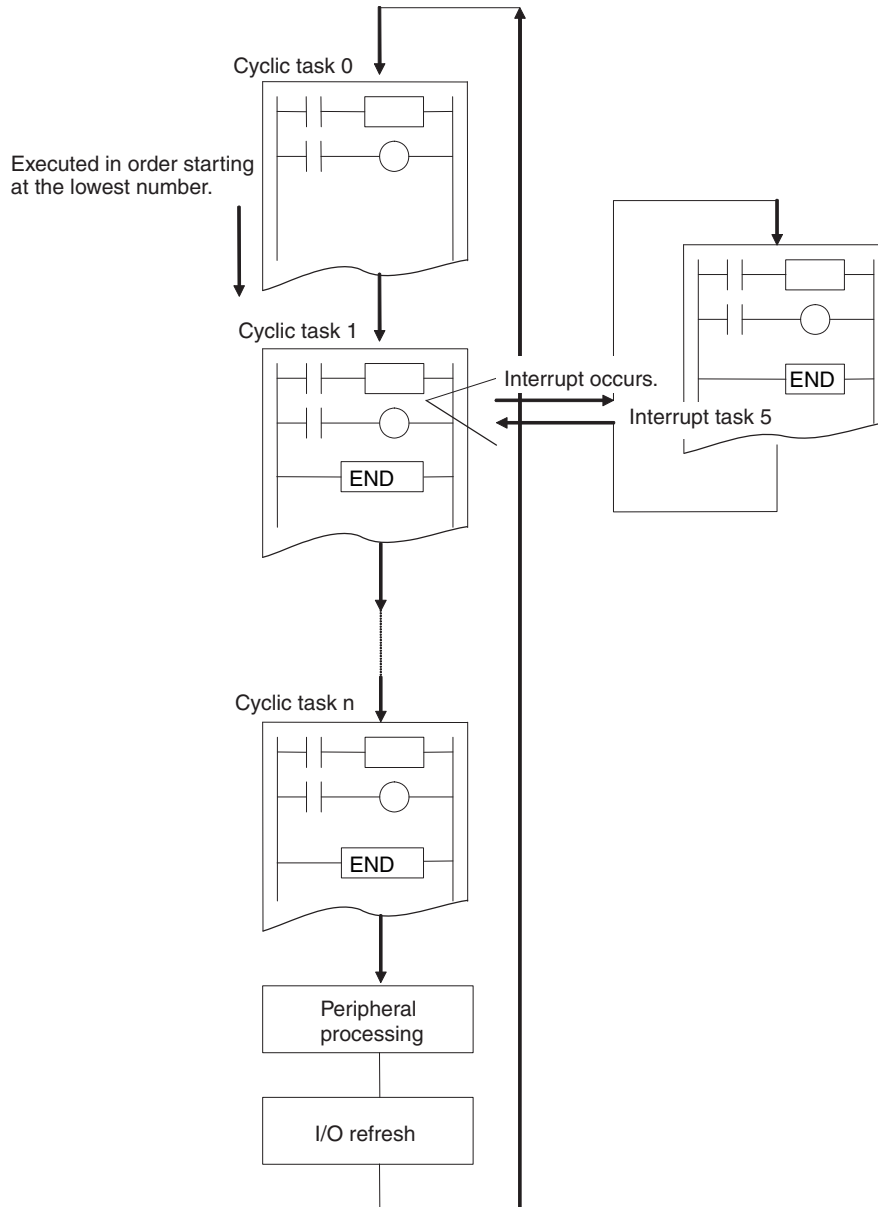 Cyclic task 0
Executed in order starting
at the lowest number.
Cyclic task 1
Interrupt occurs.
END
Interrupt task 5
END
Cyclic task n
END
Peripheral
processing
I/O refresh